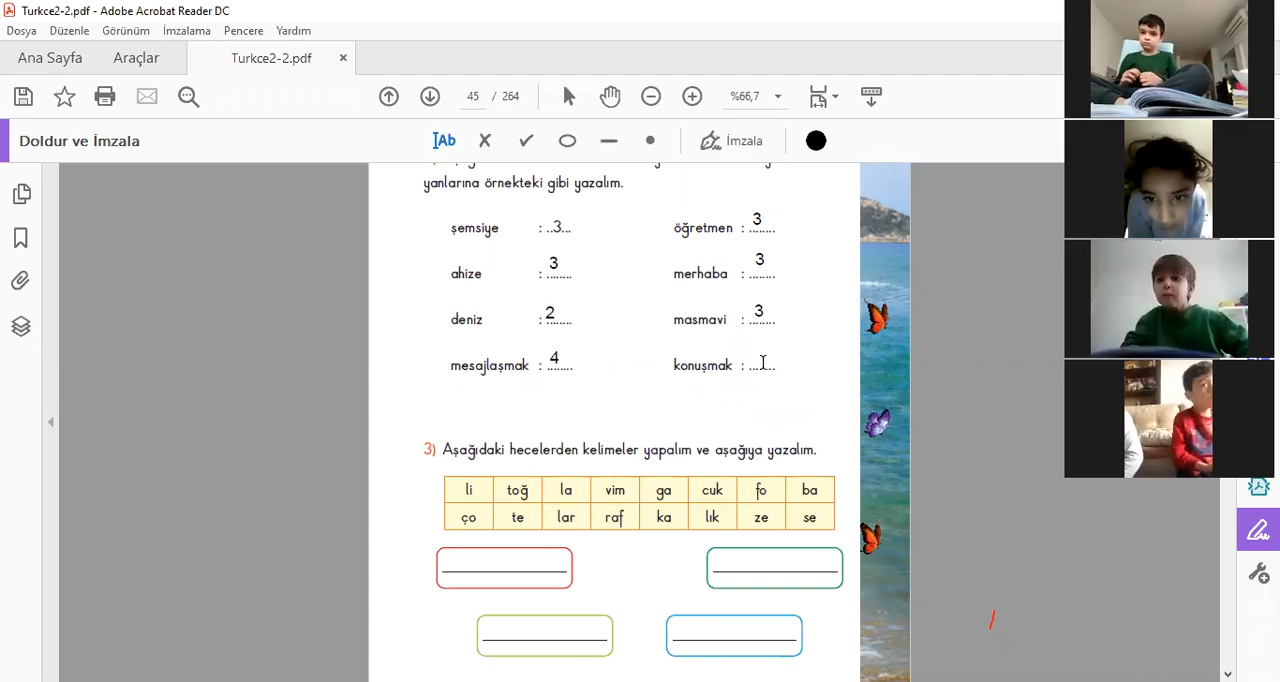 Turkce2-2.pdf - Adobe Acrobat Reader DC
Dosya Düzenle Görünüm İmzalama Pencere Yardım
Ana Sayfa Araçlar Turkce2-2.pdf ×
45 / 264 %66,7
Doldur ve İmzala
Ab İmzala
yanlarına örnekteki gibi yazalım.
şemsiye : ..3... öğretmen : 3 ........
ahize : 3 ........ merhaba : 3 ........
deniz : 2 ........ masmavi : 3 ........
mesajlaşmak : 4 ........ konuşmak : ........
3) Aşağıdaki hecelerden kelimeler yapalım ve aşağıya yazalım.
li toğ la vim ga cuk fo ba
ço te lar raf ka lık ze se